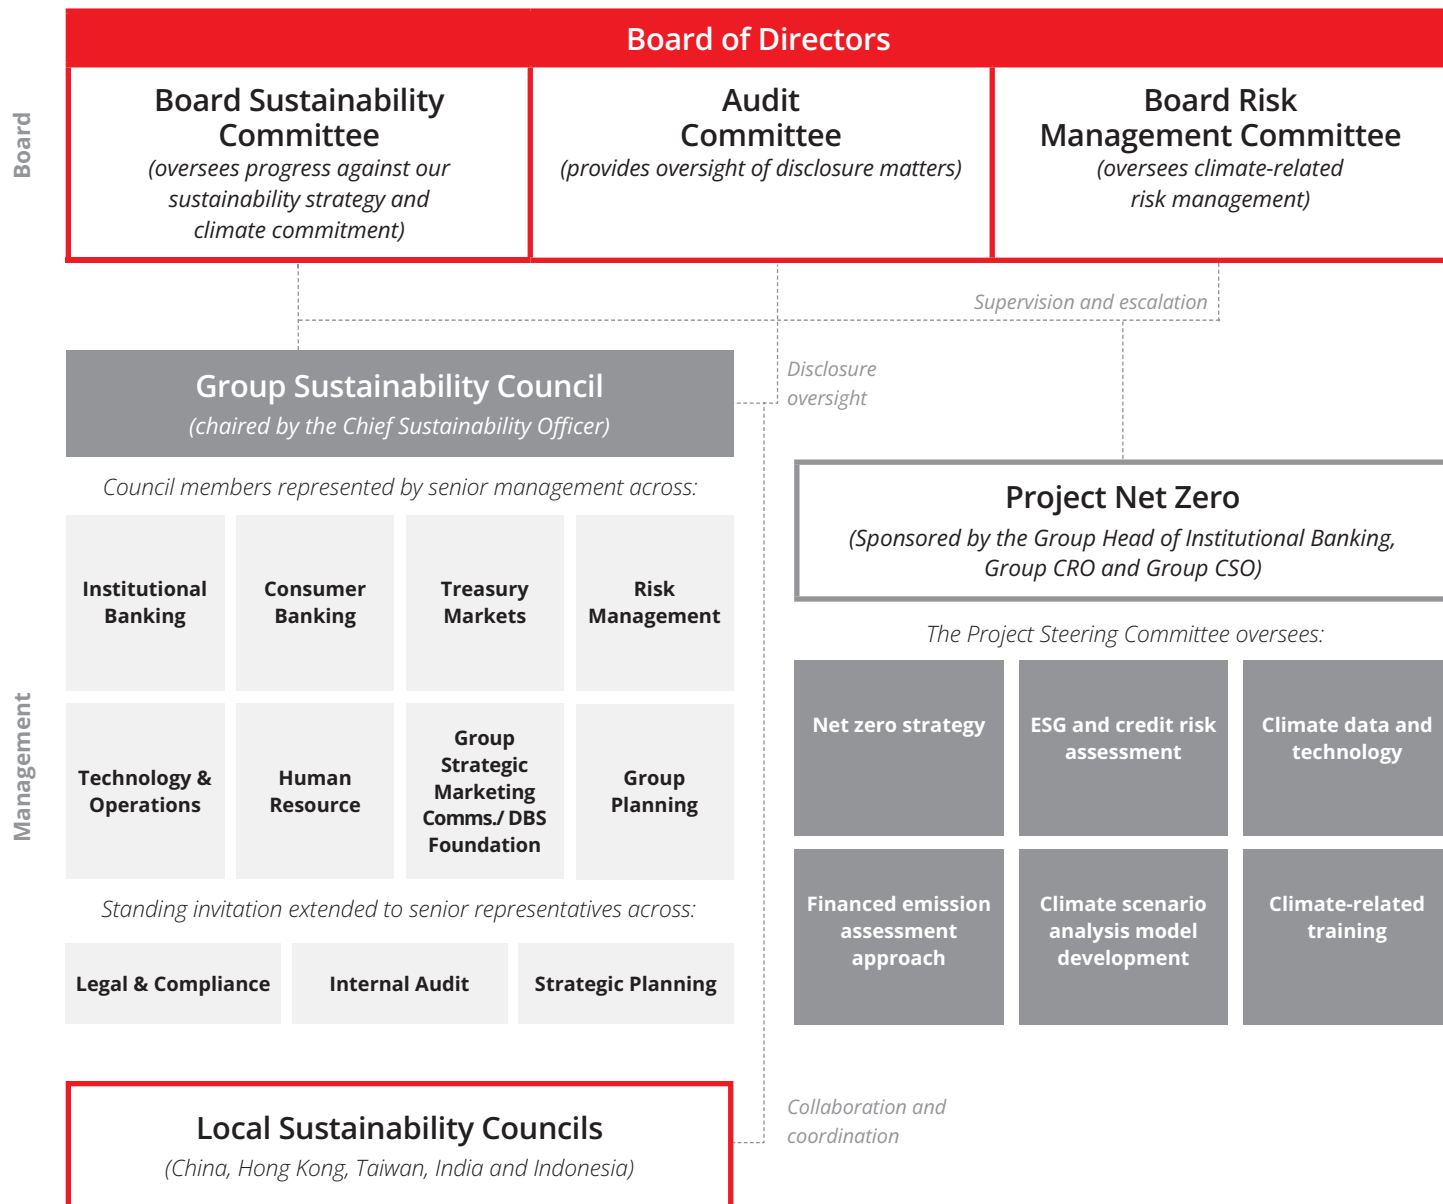 Board of Directors
Board
Board Sustainability
Committee
(oversees progress against our
sustainability strategy and
climate commitment)
Audit
Committee
(provides oversight of disclosure matters)
Board Risk
Management Committee
(oversees climate-related
risk management)
Supervision and escalation
Disclosure
oversight
Management
Group Sustainability Council
(chaired by the Chief Sustainability Officer)
Council members represented by senior management across:
Institutional
Banking
Consumer
Banking
Treasury
Markets
Risk
Management
Technology &
Operations
Human
Resource
Group
Strategic
Marketing
Comms./ DBS
Foundation
Group
Planning
Standing invitation extended to senior representatives across:
Legal & Compliance
Internal Audit
Strategic Planning
Project Net Zero
(Sponsored by the Group Head of Institutional Banking,
Group CRO and Group CSO)
The Project Steering Committee oversees:
Net zero strategy
ESG and credit risk
assessment
Climate data and
technology
Financed emission
assessment
approach
Climate scenario
analysis model
development
Climate-related
training
Collaboration and
coordination
Local Sustainability Councils
(China, Hong Kong, Taiwan, India and Indonesia)